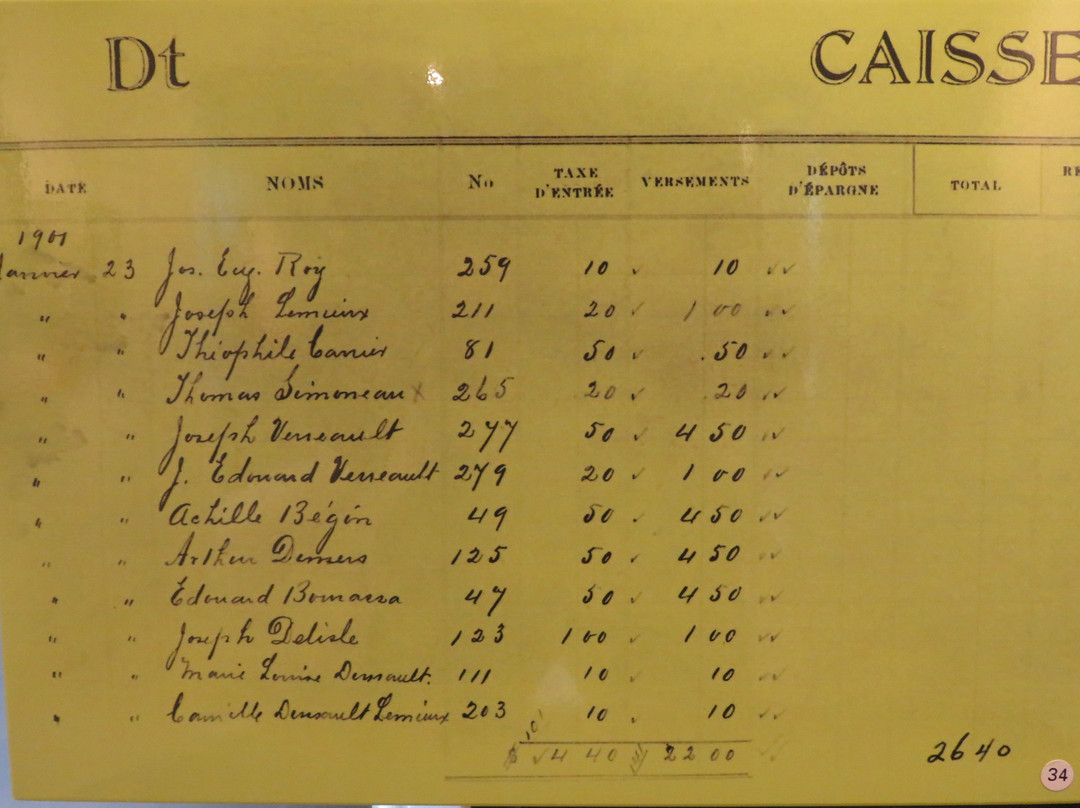 Dt CAISSE
DATE NOMS No TAXE D'ENTRÉE VERSEMENTS DÉPÔTS D'ÉPARGNE TOTAL RE
1901
Janvier 23 Jos. Eug. Roy 259 10 ✓ 10 ✓✓
" " Joseph Lemieux 211 20 ✓ 1 00 ✓✓
" " Théophile Carrier 81 50 ✓ .50 ✓✓
" " Thomas Simoneau x 265 20 ✓ .20 ✓✓
" " Joseph Verreault 277 50 ✓ 4 50 ✓✓
" " J. Edouard Verreault 279 20 ✓ 1 00 ✓✓
" " Achille Bégin 49 50 ✓ 4 50 ✓✓
" " Arthur Demers 125 50 ✓ 4 50 ✓✓
" " Edouard Bourassa 47 50 ✓ 4 50 ✓✓
" " Joseph Delisle 123 1 00 ✓ 1 00 ✓✓
" " Marie Louise Dussault. 111 10 ✓ 10 ✓✓
" " Camille Dussault Lemieux 203 10 ✓ 10 ✓✓
$ ✓ 4 40 22 00 26 40
34